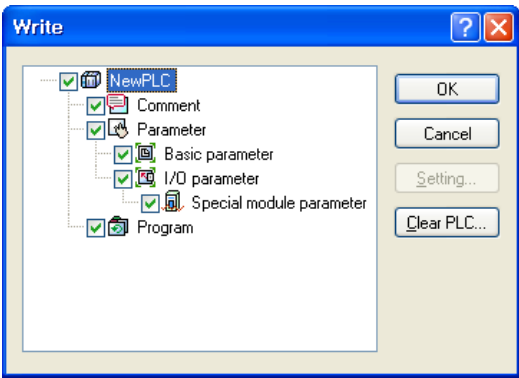 Write
NewPLC
Comment
Parameter
Basic parameter
I/O parameter
Special module parameter
Program
OK
Cancel
Setting...
Clear PLC...